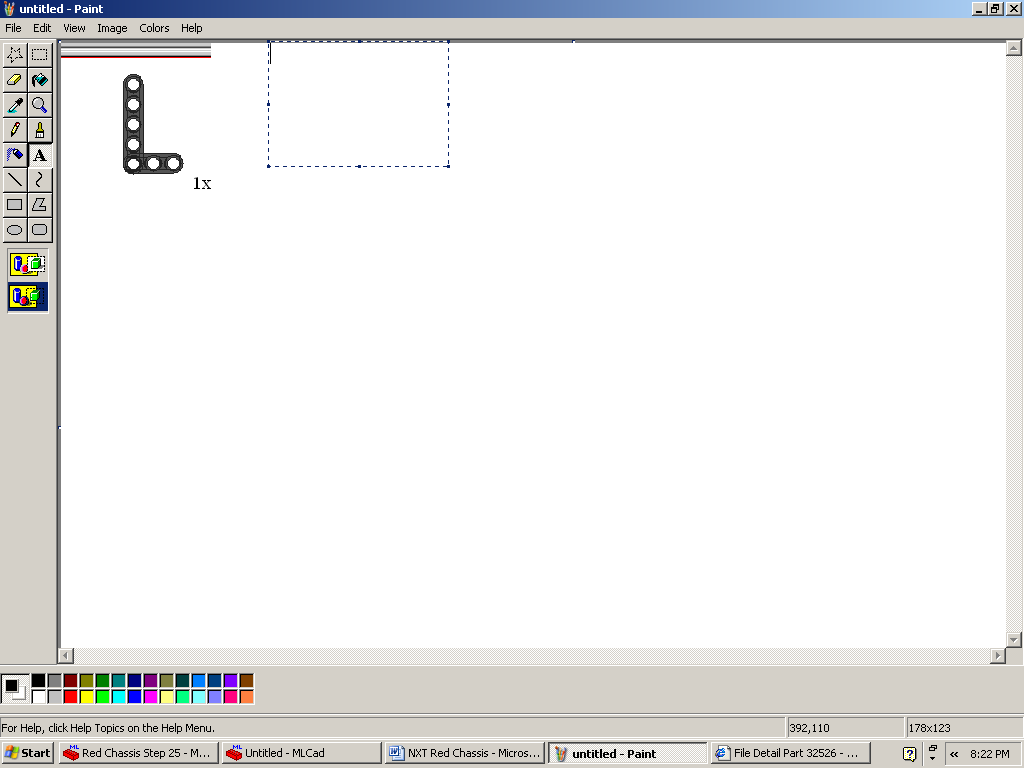 untitled - Paint
File Edit View Image Colors Help
A
1x
For Help, click Help Topics on the Help Menu.
392,110
178x123
Start
ML
Red Chassis Step 25 - M...
ML
Untitled - MLCad
W
NXT Red Chassis - Micros...
untitled - Paint
File Detail Part 32526 - ...
?
«
8:22 PM